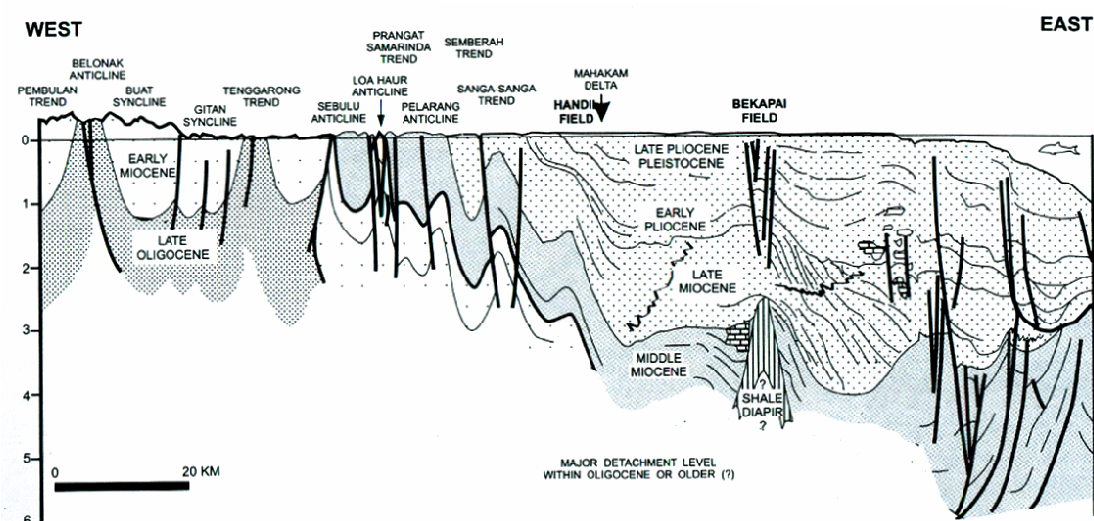 WEST
EAST
PRANGAT
SAMARINDA
TREND
SEMBERAH
TREND
BELONAK
ANTICLINE
MAHAKAM
DELTA
PEMBULAN
TREND
BUAT
SYNCLINE
GITAN
SYNCLINE
TENGGARONG
TREND
SEBULU
ANTICLINE
LOA HAUR
ANTICLINE
PELARANG
ANTICLINE
SANGA SANGA
TREND
HANDIL
FIELD
BEKAPAI
FIELD
0
1
2
3
4
5
6
EARLY
MIOCENE
LATE
OLIGOCENE
LATE PLIOCENE
PLEISTOCENE
EARLY
PLIOCENE
LATE
MIOCENE
MIDDLE
MIOCENE
?
SHALE
DIAPIR
?
0 20 KM
MAJOR DETACHMENT LEVEL
WITHIN OLIGOCENE OR OLDER (?)